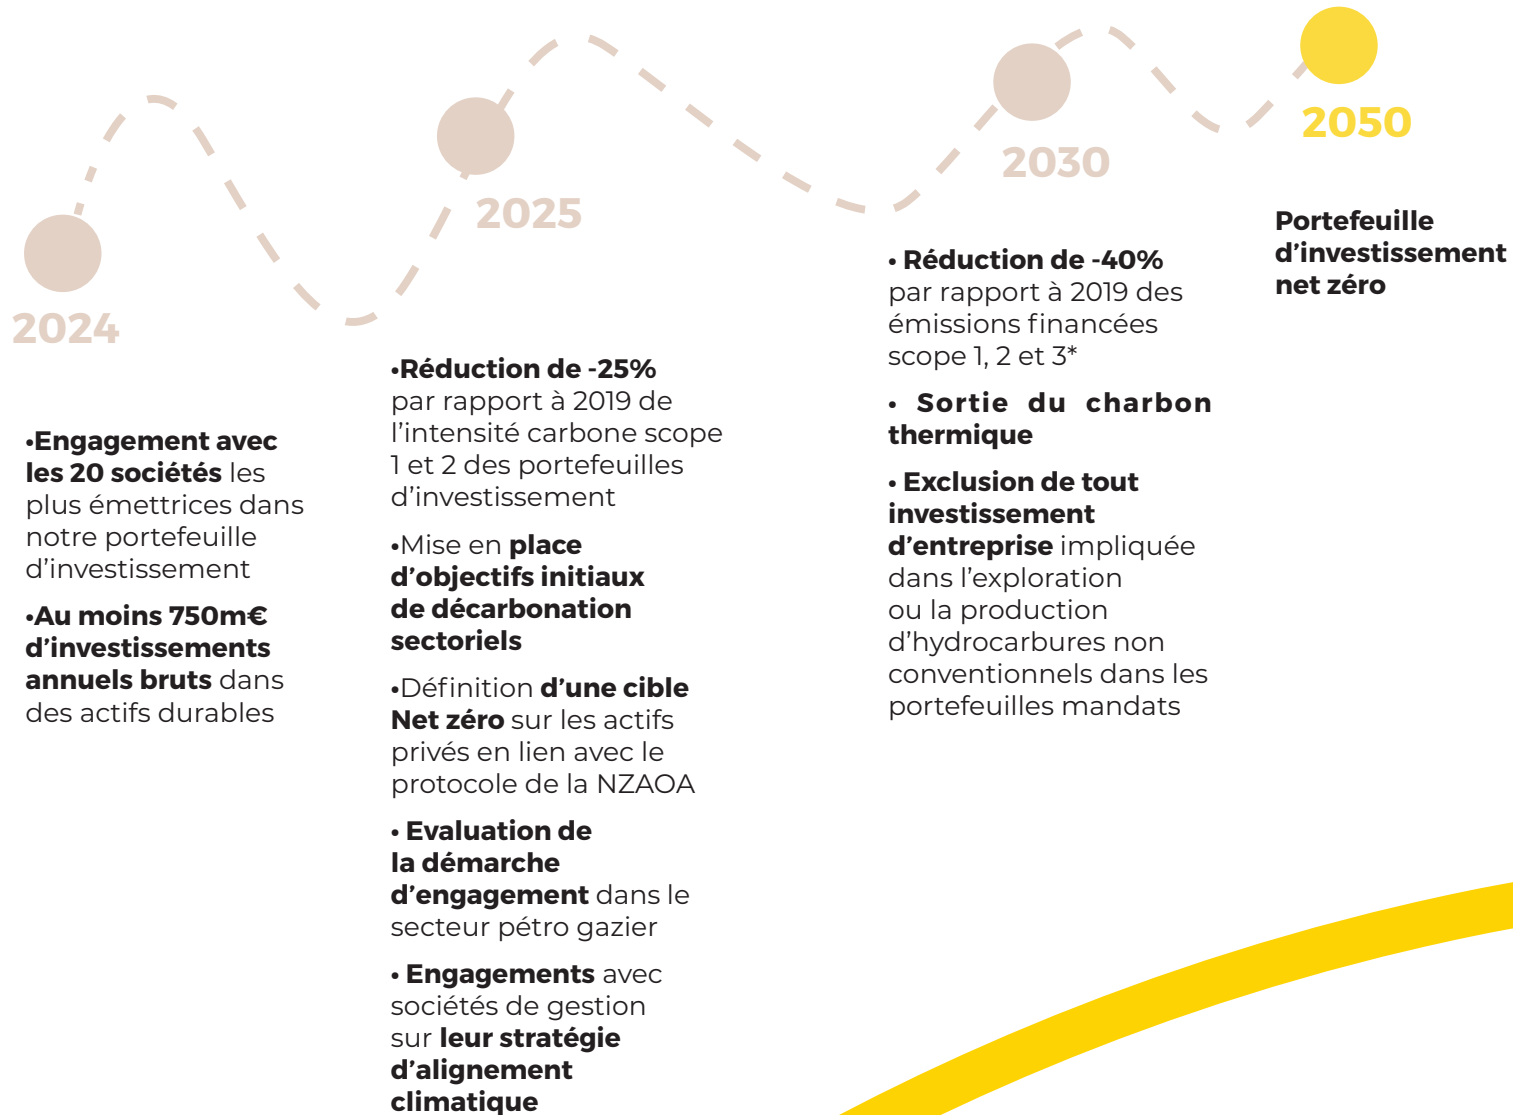 2024
•Engagement avec
les 20 sociétés les
plus émettrices dans
notre portefeuille
d’investissement
•Au moins 750m€
d’investissements
annuels bruts dans
des actifs durables
2025
•Réduction de -25%
par rapport à 2019 de
l’intensité carbone scope
1 et 2 des portefeuilles
d’investissement
•Mise en place
d’objectifs initiaux
de décarbonation
sectoriels
•Définition d’une cible
Net zéro sur les actifs
privés en lien avec le
protocole de la NZAOA
• Evaluation de
la démarche
d’engagement dans le
secteur pétro gazier
• Engagements avec
sociétés de gestion
sur leur stratégie
d’alignement
climatique
2030
• Réduction de -40%
par rapport à 2019 des
émissions financées
scope 1, 2 et 3*
• Sortie du charbon
thermique
• Exclusion de tout
investissement
d’entreprise impliquée
dans l’exploration
ou la production
d’hydrocarbures non
conventionnels dans les
portefeuilles mandats
2050
Portefeuille
d’investissement
net zéro